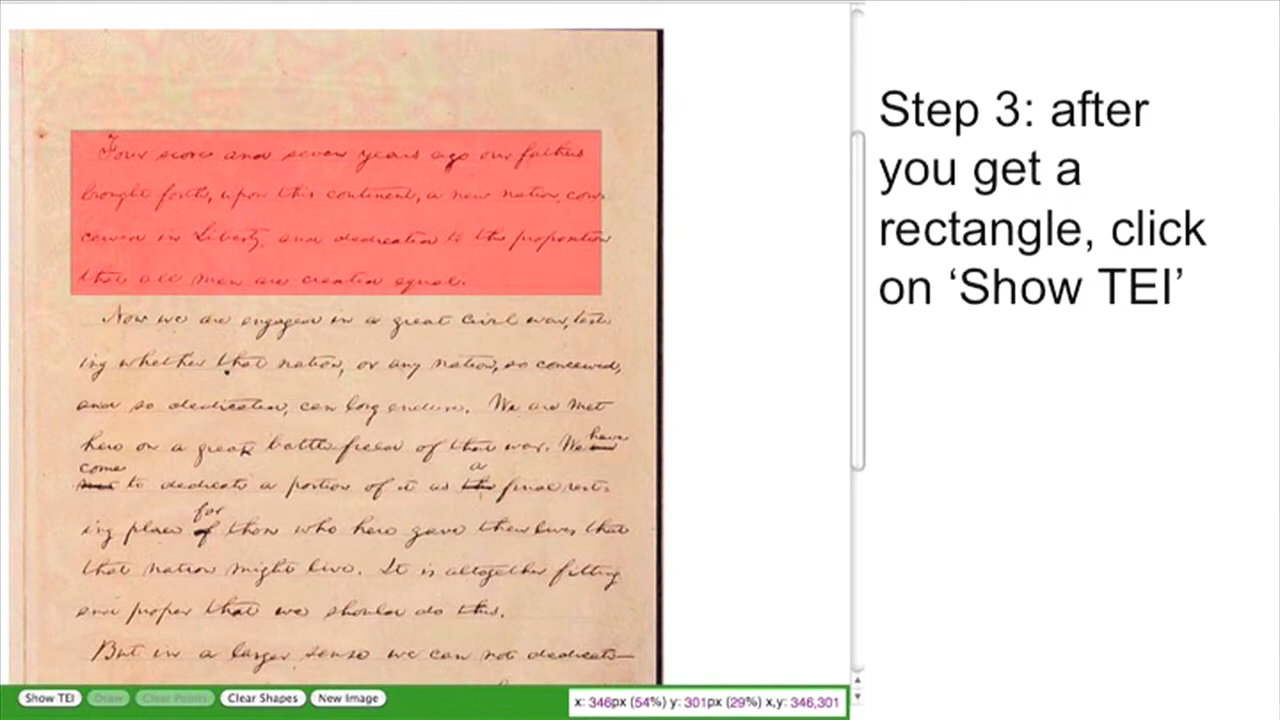 Four score and seven years ago our fathers
brought forth, upon this continent, a new nation, con-
ceived in Liberty, and dedicated to the proposition
that all men are created equal.
Now we are engaged in a great civil war, test-
ing whether that nation, or any nation, so conceived,
and so dedicated, can long endure. We are met
here on a great battle field of that war. We have
come
met to dedicate a portion of it as a the final rest-
for
ing place of those who here gave their lives that
that nation might live. It is altogether fitting
and proper that we should do this.
But in a larger sense we can not dedicate—
Step 3: after
you get a
rectangle, click
on ‘Show TEI’
Show TEI Draw Clear Points Clear Shapes New Image x: 346px (54%) y: 301px (29%) x,y: 346,301